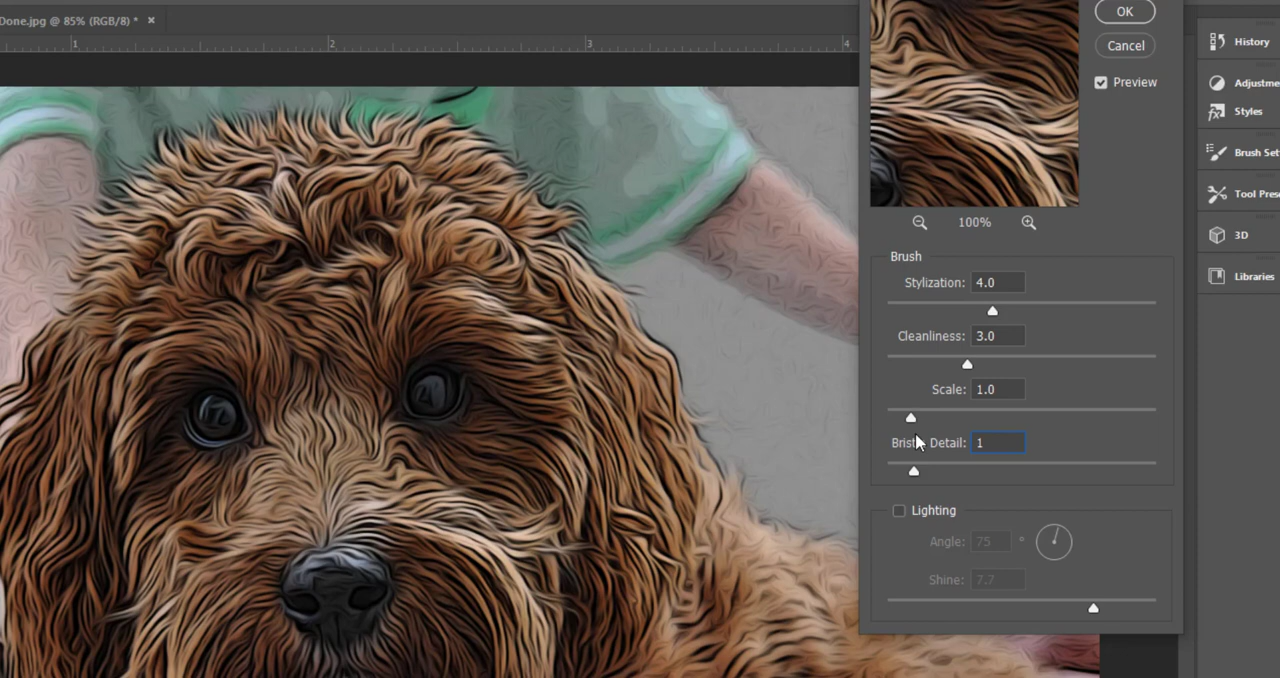 Done.jpg @ 85% (RGB/8) *
1 2 3 4
OK
Cancel
Preview
100%
Brush
Stylization: 4.0
Cleanliness: 3.0
Scale: 1.0
Detail: 1
Lighting
Angle: 75 °
Shine: 7.7
History
Adjustme
Styles
Brush Set
Tool Pres
3D
Libraries